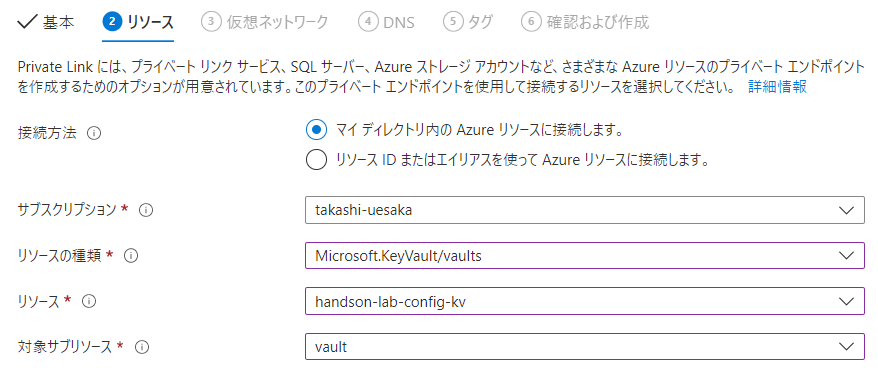 基本 2 リソース 3 仮想ネットワーク 4 DNS 5 タグ 6 確認および作成
Private Link には、プライベート リンク サービス、SQL サーバー、Azure ストレージ アカウントなど、さまざまな Azure リソースのプライベート エンドポイント
を作成するためのオプションが用意されています。このプライベート エンドポイントを使用して接続するリソースを選択してください。 詳細情報
接続方法 マイ ディレクトリ内の Azure リソースに接続します。
リソース ID またはエイリアスを使って Azure リソースに接続します。
サブスクリプション * takashi-uesaka
リソースの種類 * Microsoft.KeyVault/vaults
リソース * handson-lab-config-kv
対象サブリソース * vault